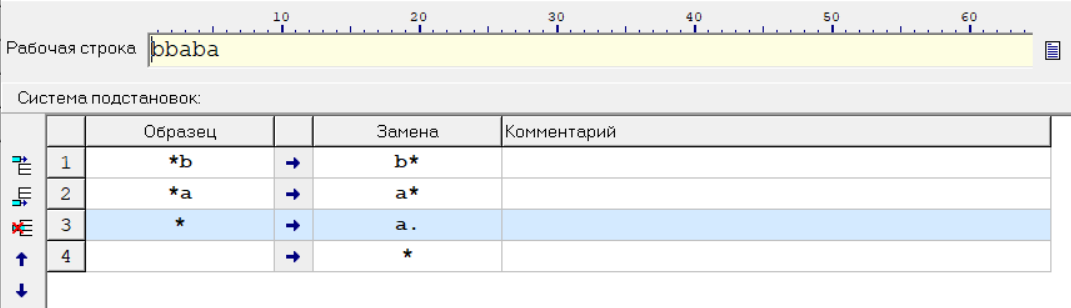 10 20 30 40 50 60
Рабочая строка bbaba
Система подстановок:
Образец Замена Комментарий
1 *b → b*
2 *a → a*
3 * → a.
4 → *